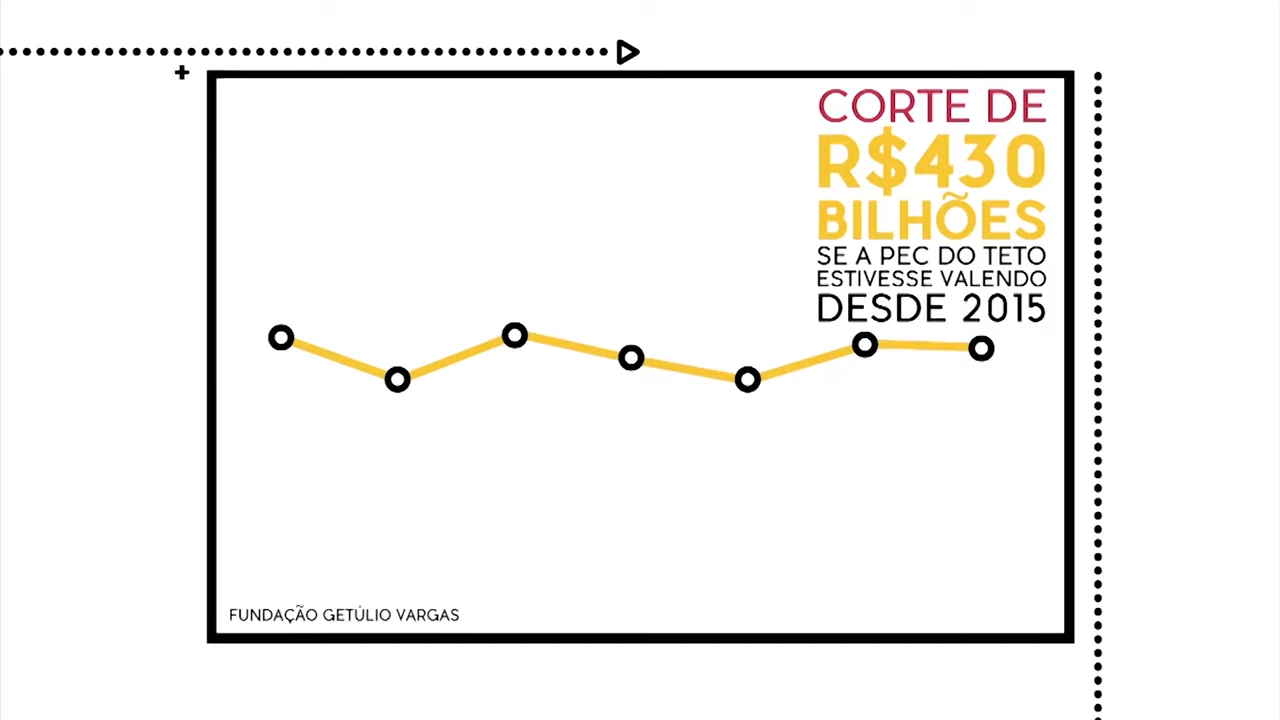 CORTE DE
R$430
BILHÕES
SE A PEC DO TETO
ESTIVESSE VALENDO
DESDE 2015
FUNDAÇÃO GETÚLIO VARGAS